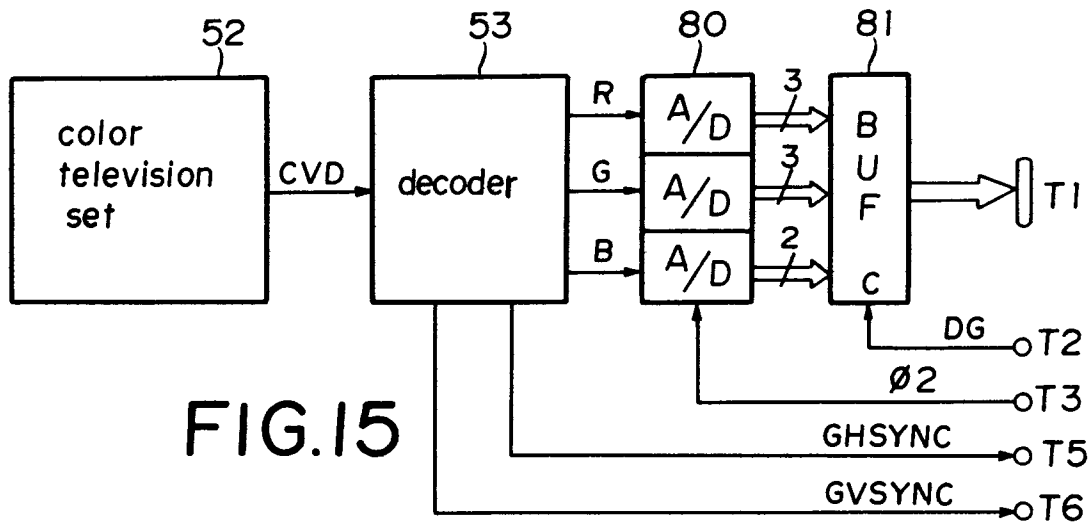 52
53
80
81
color
television
set
CVD
decoder
R
G
B
A/D
A/D
A/D
3
3
2
B
U
F
C
T1
DG
T2
Ø2
T3
GHSYNC
T5
GVSYNC
T6
FIG.15